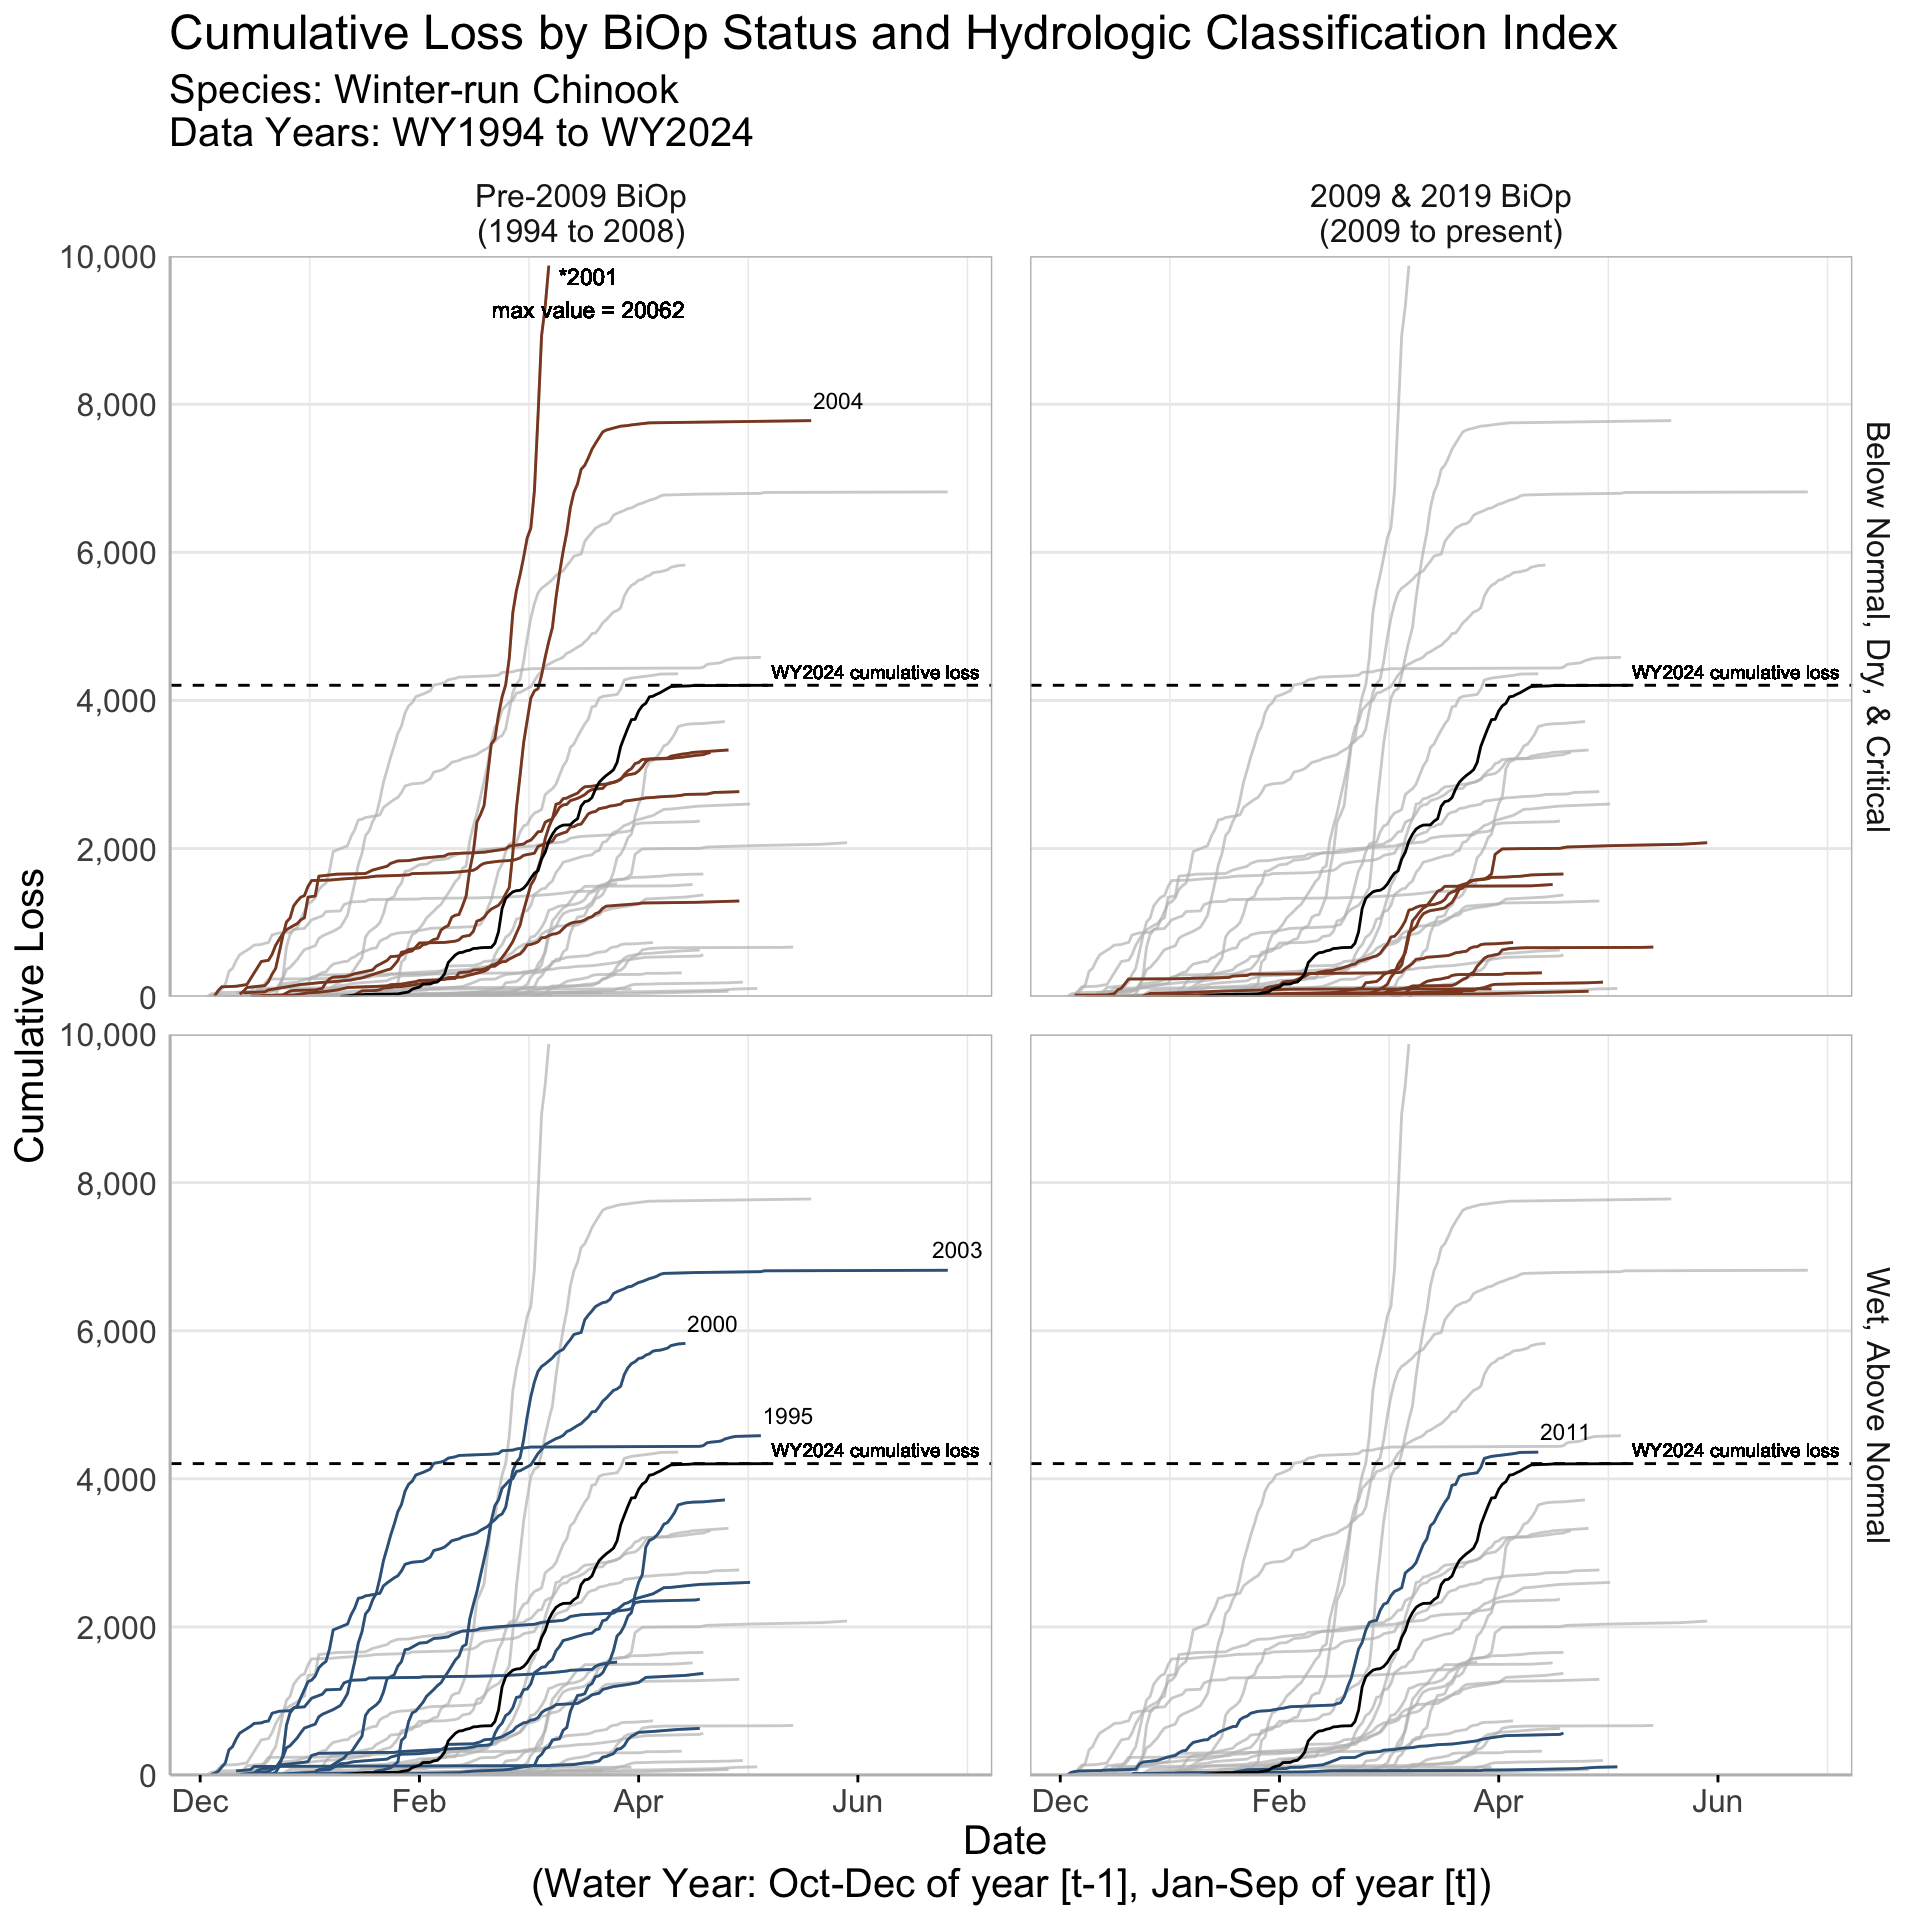 Cumulative Loss by BiOp Status and Hydrologic Classification Index
Species: Winter-run Chinook
Data Years: WY1994 to WY2024
Pre-2009 BiOp
(1994 to 2008)
2009 & 2019 BiOp
(2009 to present)
Cumulative Loss
10,000
8,000
6,000
4,000
2,000
0
*2001
max value = 20062
2004
WY2024 cumulative loss
WY2024 cumulative loss
Below Normal, Dry, & Critical
10,000
8,000
6,000
4,000
2,000
0
2003
2000
1995
WY2024 cumulative loss
2011
WY2024 cumulative loss
Wet, Above Normal
Dec Feb Apr Jun
Dec Feb Apr Jun
Date
(Water Year: Oct-Dec of year [t-1], Jan-Sep of year [t])